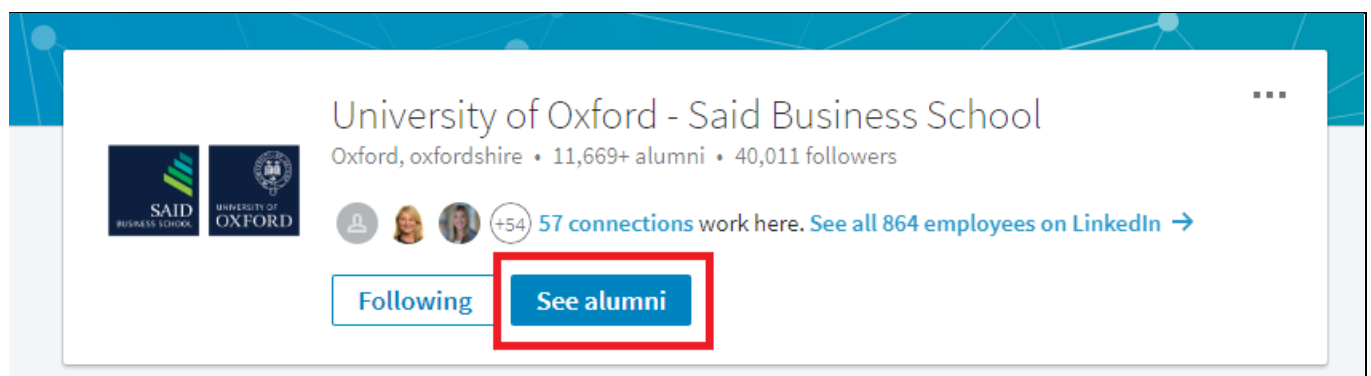 University of Oxford - Said Business School
Oxford, oxfordshire • 11,669+ alumni • 40,011 followers
SAID
BUSINESS SCHOOL
UNIVERSITY OF
OXFORD
+54 57 connections work here. See all 864 employees on LinkedIn →
Following
See alumni